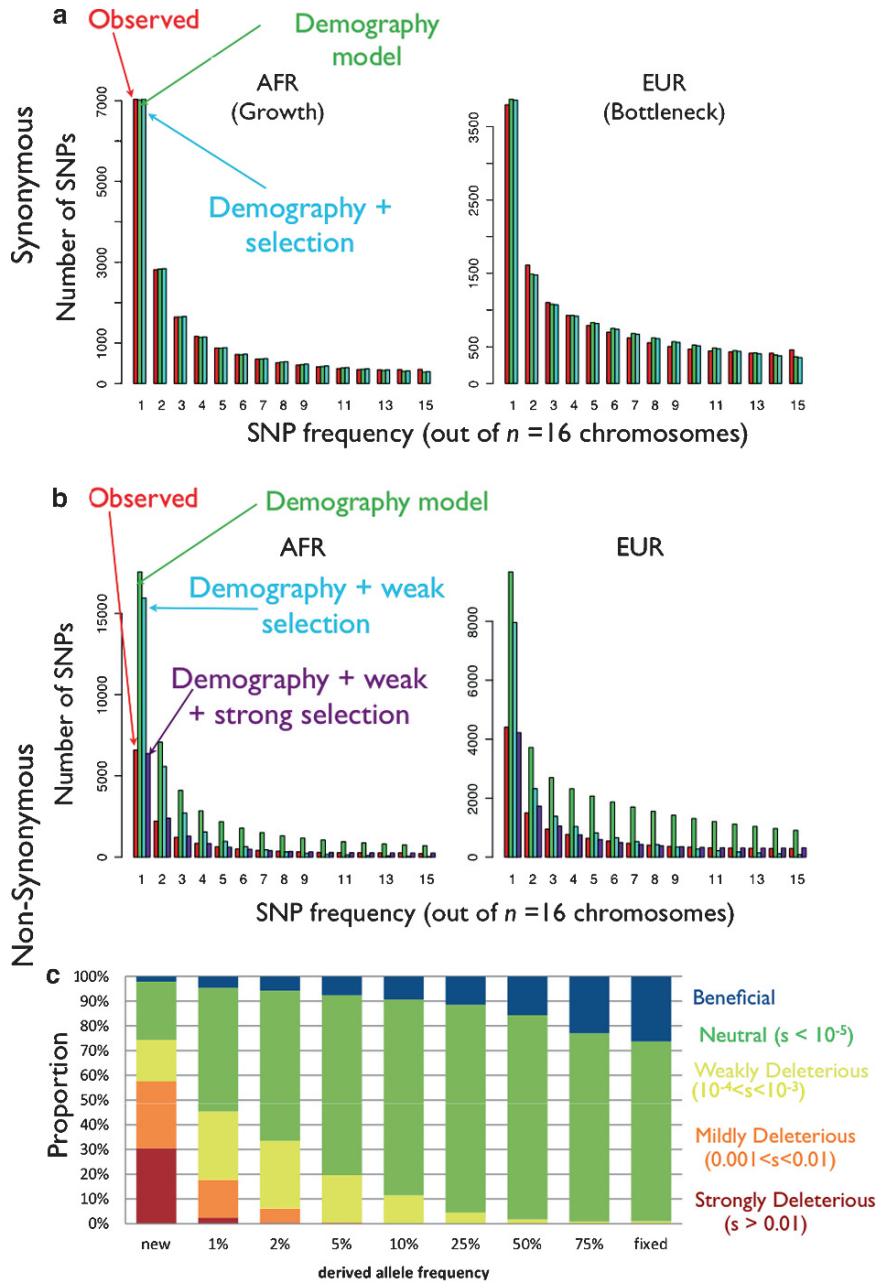 a
Observed
Demography
model
AFR
(Growth)
EUR
(Bottleneck)
Demography +
selection
Synonymous
Number of SNPs
0
1000
3000
5000
7000
0
500
1500
2500
3500
1 2 3 4 5 6 7 8 9 11 13 15
1 2 3 4 5 6 7 8 9 11 13 15
SNP frequency (out of n =16 chromosomes)
b
Observed
Demography model
AFR
EUR
Demography + weak
selection
Demography + weak
+ strong selection
Non-Synonymous
Number of SNPs
0
5000
10000
15000
0
2000
4000
6000
8000
1 2 3 4 5 6 7 8 9 11 13 15
1 2 3 4 5 6 7 8 9 11 13 15
SNP frequency (out of n =16 chromosomes)
c
Proportion
100%
90%
80%
70%
60%
50%
40%
30%
20%
10%
0%
Beneficial
Neutral (s < 10⁻⁵)
Weakly Deleterious
(10⁻⁴<s<10⁻³)
Mildly Deleterious
(0.001<s<0.01)
Strongly Deleterious
(s > 0.01)
new 1% 2% 5% 10% 25% 50% 75% fixed
derived allele frequency